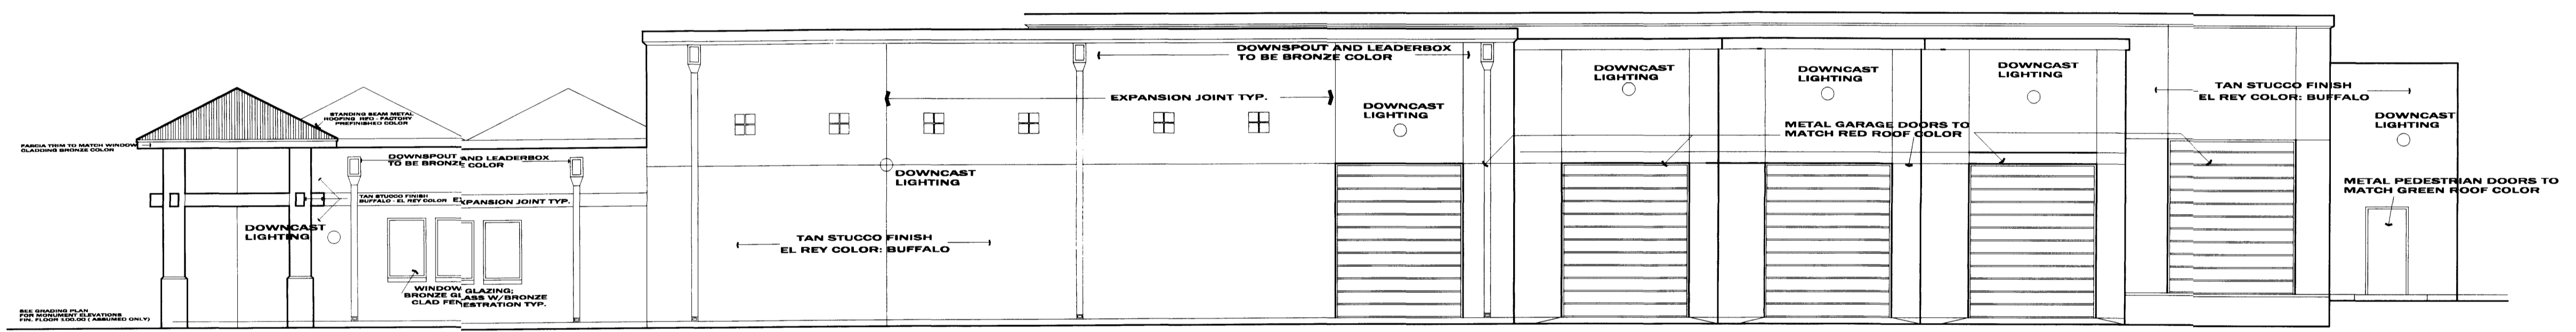 STANDING SEAM METAL
ROOFING RED - FACTORY
PREFINISHED COLOR
FASCIA TRIM TO MATCH WINDOW
CLADDING BRONZE COLOR
DOWNSPOUT AND LEADERBOX
TO BE BRONZE COLOR
TAN STUCCO FINISH
BUFFALO - EL REY COLOR
EXPANSION JOINT TYP.
DOWNCAST
LIGHTING
WINDOW GLAZING;
BRONZE GLASS W/BRONZE
CLAD FENESTRATION TYP.
SEE GRADING PLAN
FOR MONUMENT ELEVATIONS
FIN. FLOOR 100.00 ( ASSUMED ONLY)
DOWNSPOUT AND LEADERBOX
TO BE BRONZE COLOR
EXPANSION JOINT TYP.
DOWNCAST
LIGHTING
DOWNCAST
LIGHTING
TAN STUCCO FINISH
EL REY COLOR: BUFFALO
DOWNCAST
LIGHTING
DOWNCAST
LIGHTING
DOWNCAST
LIGHTING
METAL GARAGE DOORS TO
MATCH RED ROOF COLOR
TAN STUCCO FINISH
EL REY COLOR: BUFFALO
DOWNCAST
LIGHTING
METAL PEDESTRIAN DOORS TO
MATCH GREEN ROOF COLOR